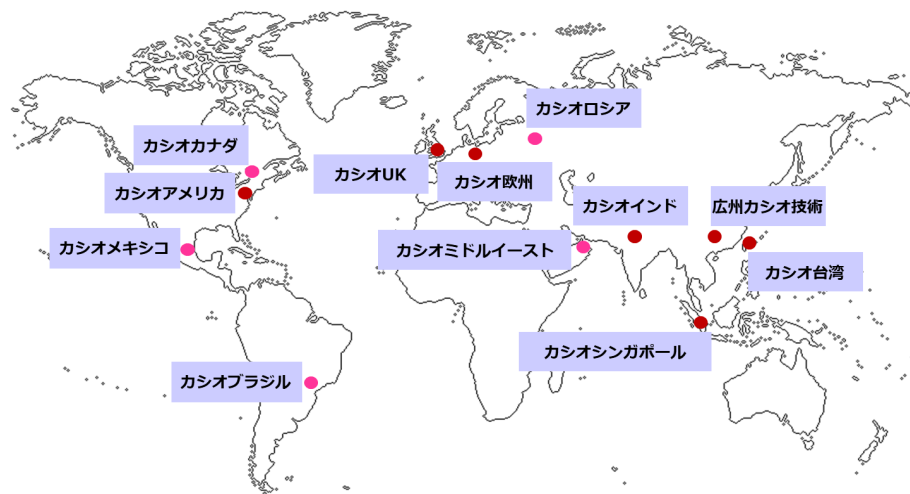 カシオロシア
カシオカナダ
カシオUK
カシオ欧州
カシオアメリカ
カシオインド
広州カシオ技術
カシオメキシコ
カシオミドルイースト
カシオ台湾
カシオシンガポール
カシオブラジル